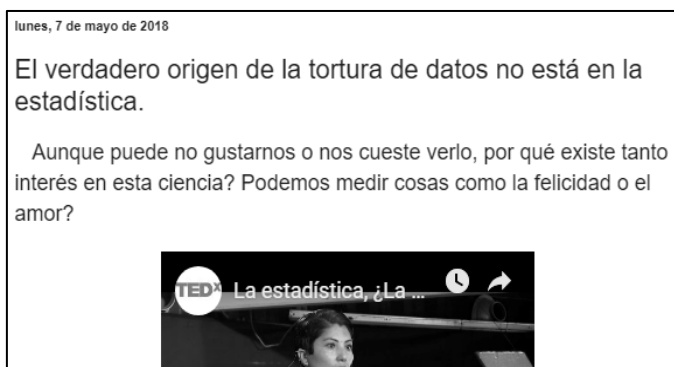 lunes, 7 de mayo de 2018
El verdadero origen de la tortura de datos no está en la
estadística.
Aunque puede no gustarnos o nos cueste verlo, por qué existe tanto
interés en esta ciencia? Podemos medir cosas como la felicidad o el
amor?
TEDx La estadística, ¿La ...